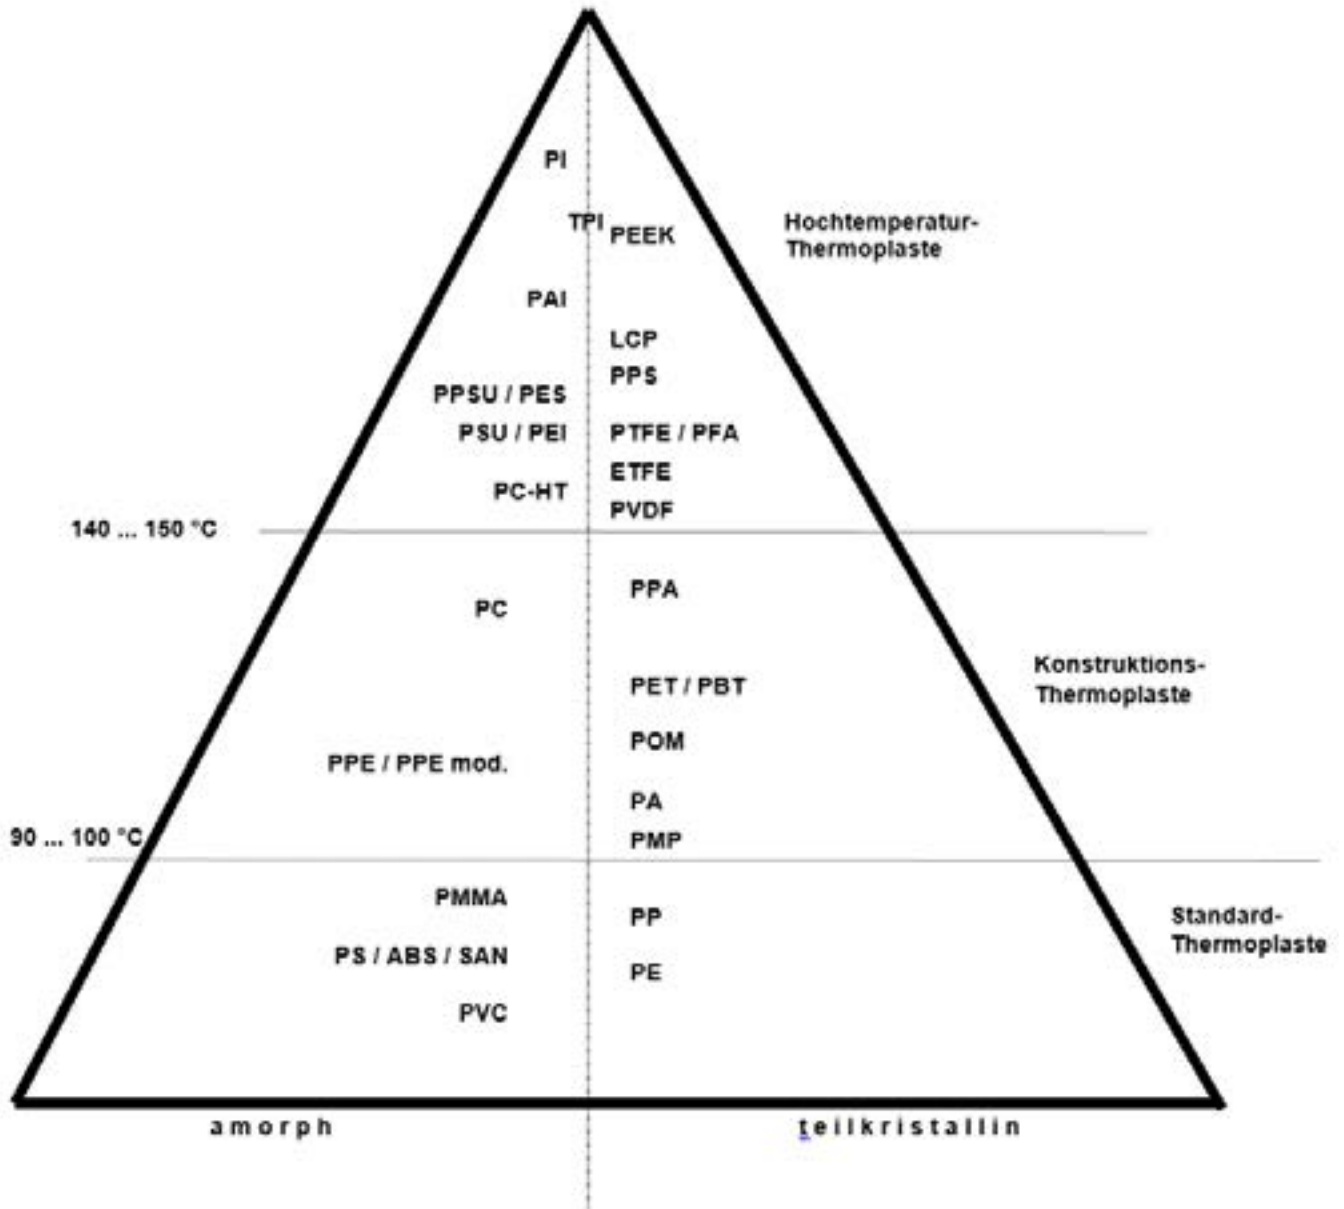 PI
TPI
PEEK
Hochtemperatur-
Thermoplaste
PAI
LCP
PPS
PPSU / PES
PSU / PEI
PTFE / PFA
ETFE
PC-HT
PVDF
140 ... 150 °C
PPA
PC
Konstruktions-
Thermoplaste
PET / PBT
POM
PPE / PPE mod.
PA
90 ... 100 °C
PMP
PMMA
PP
Standard-
Thermoplaste
PS / ABS / SAN
PE
PVC
amorph
teilkristallin